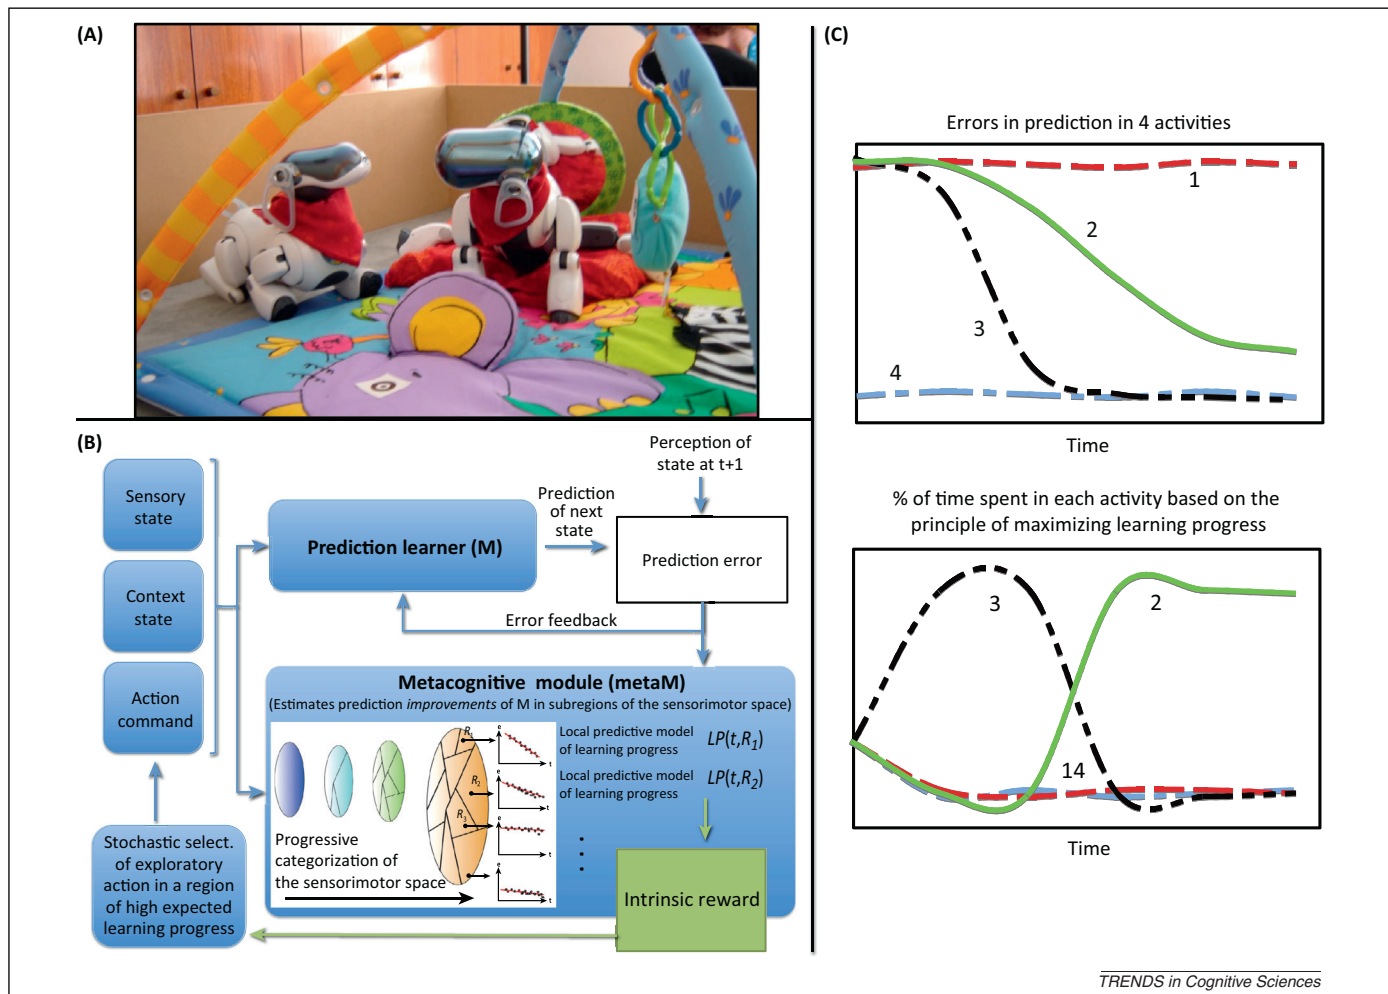 (A)
(B)
Sensory
state
Context
state
Action
command
Stochastic select.
of exploratory
action in a region
of high expected
learning progress
Prediction learner (M)
Prediction
of next
state
Perception of
state at t+1
Prediction error
Error feedback
Metacognitive module (metaM)
(Estimates prediction improvements of M in subregions of the sensorimotor space)
Progressive
categorization of
the sensorimotor space
R1
R2
R3
e
t
e
t
e
t
e
t
Local predictive model
of learning progress
LP(t,R1)
Local predictive model
of learning progress
LP(t,R2)
Intrinsic reward
(C)
Errors in prediction in 4 activities
1
2
3
4
Time
% of time spent in each activity based on the
principle of maximizing learning progress
3
2
14
Time
TRENDS in Cognitive Sciences